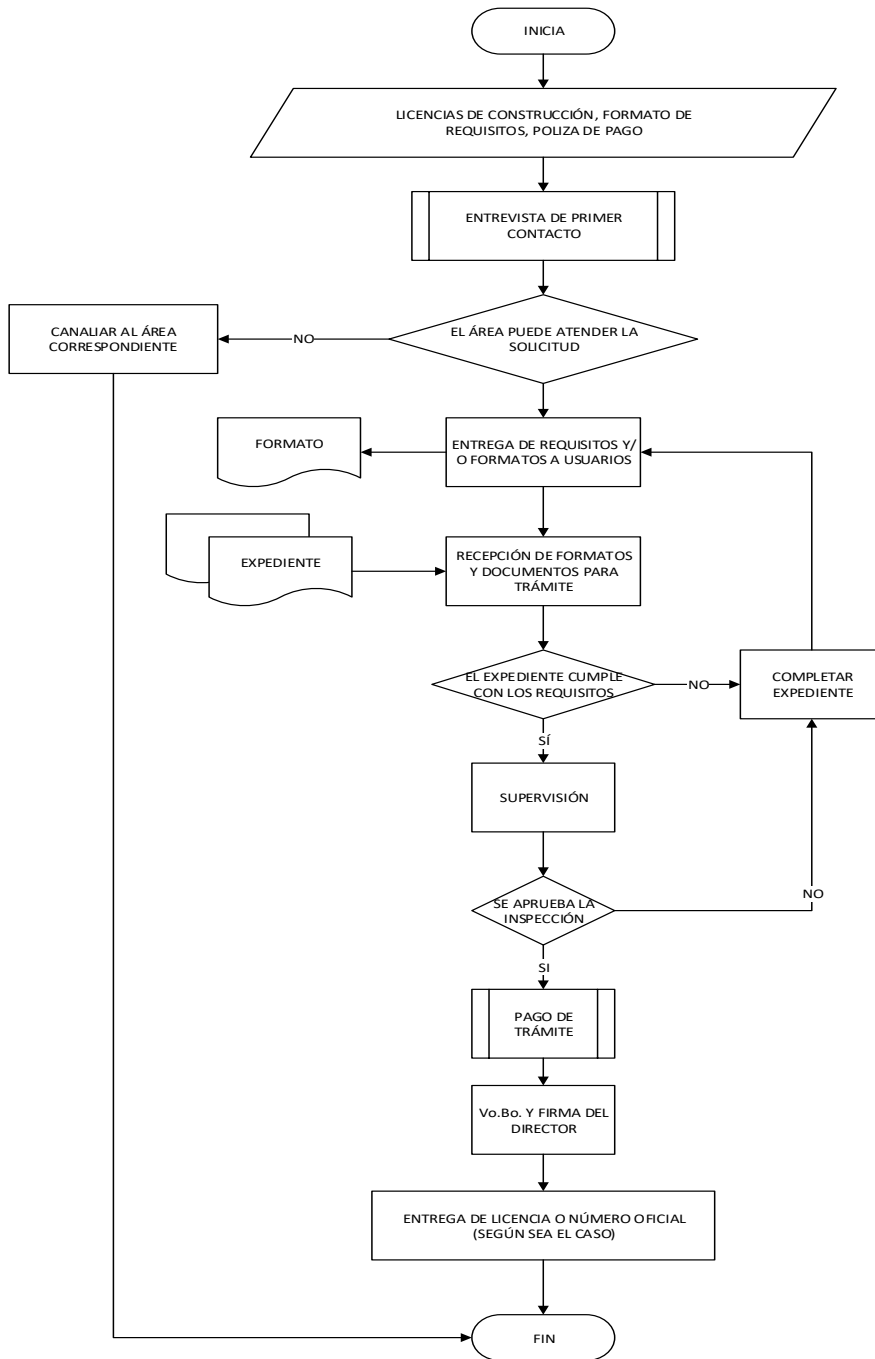 INICIA
LICENCIAS DE CONSTRUCCIÓN, FORMATO DE
REQUISITOS, POLIZA DE PAGO
ENTREVISTA DE PRIMER
CONTACTO
EL ÁREA PUEDE ATENDER LA
SOLICITUD
NO
CANALIAR AL ÁREA
CORRESPONDIENTE
ENTREGA DE REQUISITOS Y/
O FORMATOS A USUARIOS
FORMATO
EXPEDIENTE
RECEPCIÓN DE FORMATOS
Y DOCUMENTOS PARA
TRÁMITE
EL EXPEDIENTE CUMPLE
CON LOS REQUISITOS
NO
COMPLETAR
EXPEDIENTE
SÍ
SUPERVISIÓN
SE APRUEBA LA
INSPECCIÓN
NO
SI
PAGO DE
TRÁMITE
Vo.Bo. Y FIRMA DEL
DIRECTOR
ENTREGA DE LICENCIA O NÚMERO OFICIAL
(SEGÚN SEA EL CASO)
FIN